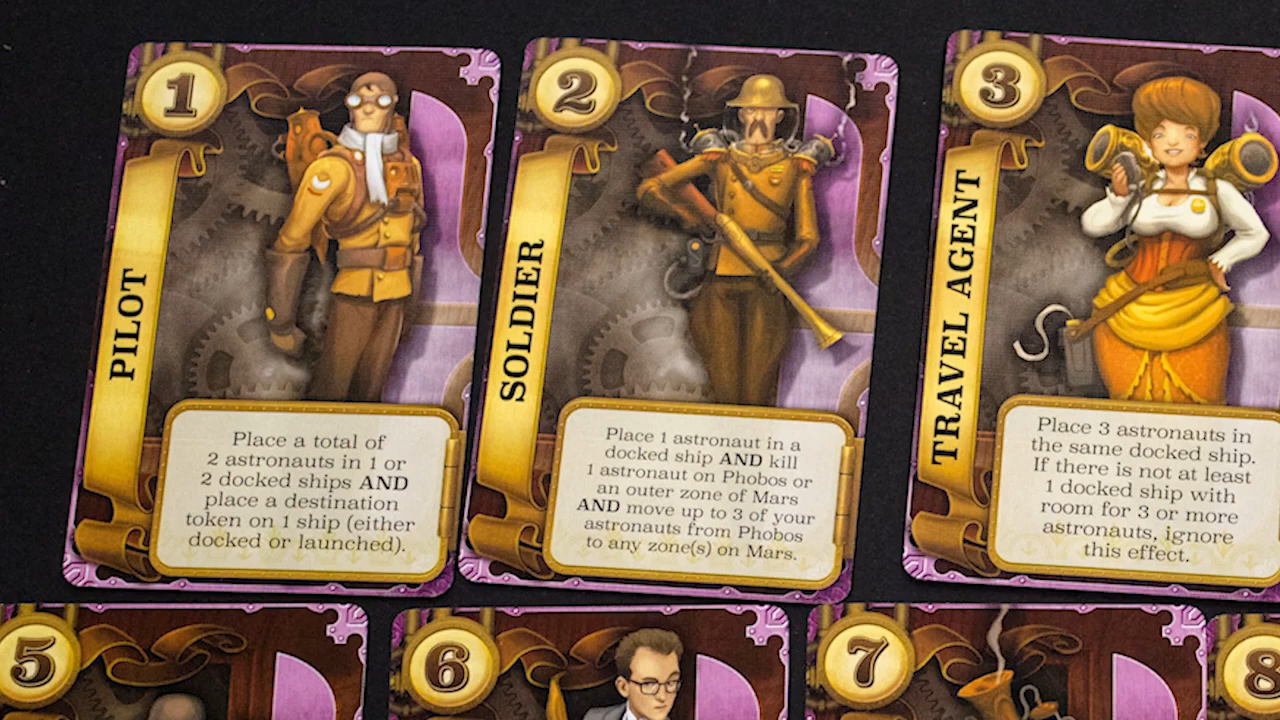 1
PILOT
Place a total of
2 astronauts in 1 or
2 docked ships AND
place a destination
token on 1 ship (either
docked or launched).
2
SOLDIER
Place 1 astronaut in a
docked ship AND kill
1 astronaut on Phobos or
an outer zone of Mars
AND move up to 3 of your
astronauts from Phobos
to any zone(s) on Mars.
3
TRAVEL AGENT
Place 3 astronauts in
the same docked ship.
If there is not at least
1 docked ship with
room for 3 or more
astronauts, ignore
this effect.
5
6
7
8